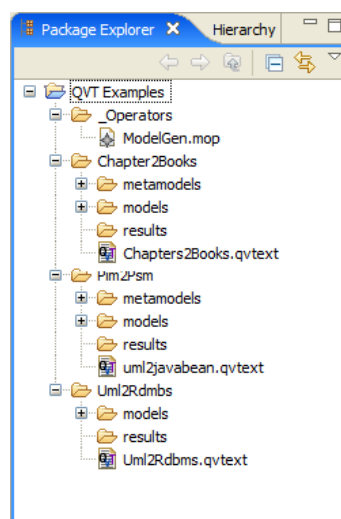 Package Explorer Hierarchy
QVT Examples
_Operators
ModelGen.mop
Chapter2Books
metamodels
models
results
Chapters2Books.qvtext
Pim2Psm
metamodels
models
results
uml2javabean.qvtext
Uml2Rdmbs
models
results
Uml2Rdbms.qvtext